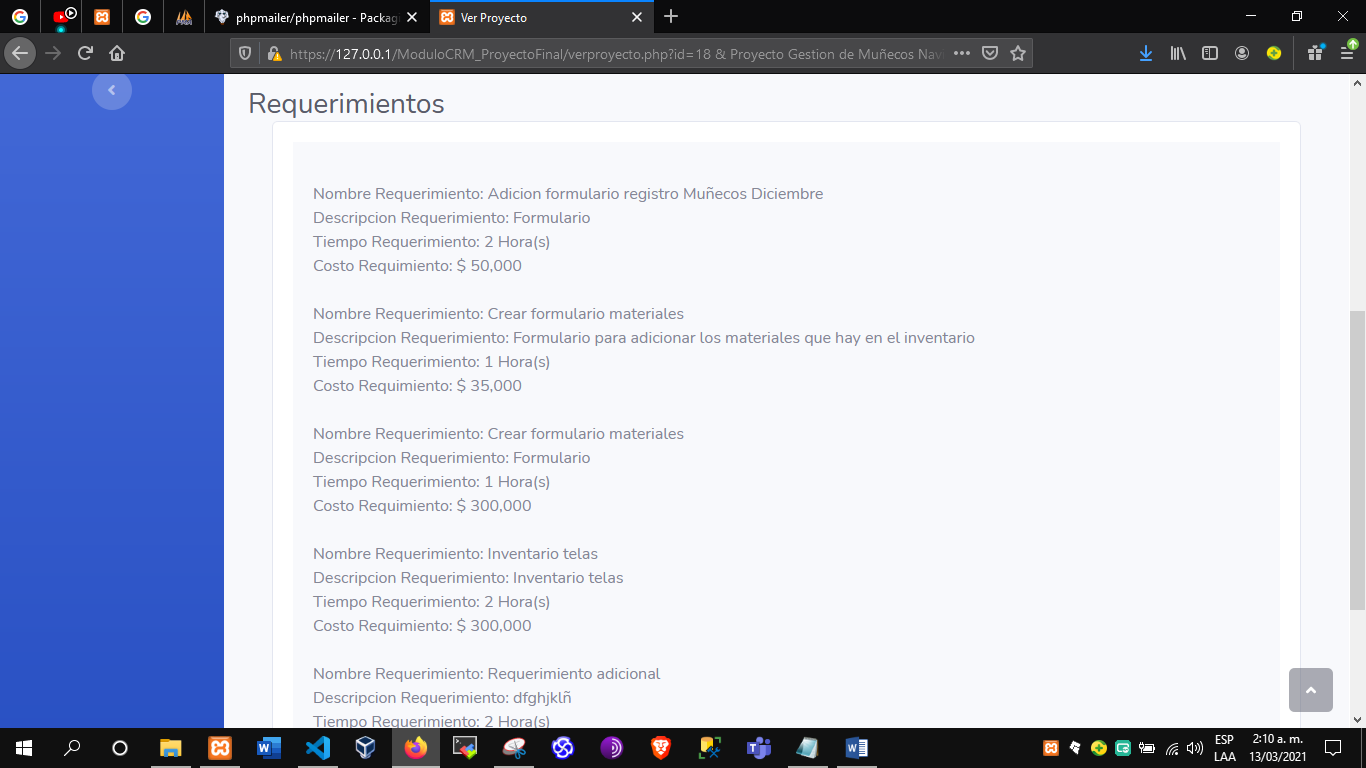 phpmailer/phpmailer - Packagi
Ver Proyecto
https://127.0.0.1/ModuloCRM_ProyectoFinal/verproyecto.php?id=18 & Proyecto Gestion de Muñecos Navi
Requerimientos
Nombre Requerimiento: Adicion formulario registro Muñecos Diciembre
Descripcion Requerimiento: Formulario
Tiempo Requerimiento: 2 Hora(s)
Costo Requimiento: $ 50,000
Nombre Requerimiento: Crear formulario materiales
Descripcion Requerimiento: Formulario para adicionar los materiales que hay en el inventario
Tiempo Requerimiento: 1 Hora(s)
Costo Requimiento: $ 35,000
Nombre Requerimiento: Crear formulario materiales
Descripcion Requerimiento: Formulario
Tiempo Requerimiento: 1 Hora(s)
Costo Requimiento: $ 300,000
Nombre Requerimiento: Inventario telas
Descripcion Requerimiento: Inventario telas
Tiempo Requerimiento: 2 Hora(s)
Costo Requimiento: $ 300,000
Nombre Requerimiento: Requerimiento adicional
Descripcion Requerimiento: dfghjklñ
Tiempo Requerimiento: 2 Hora(s)
ESP
LAA
2:10 a. m.
13/03/2021